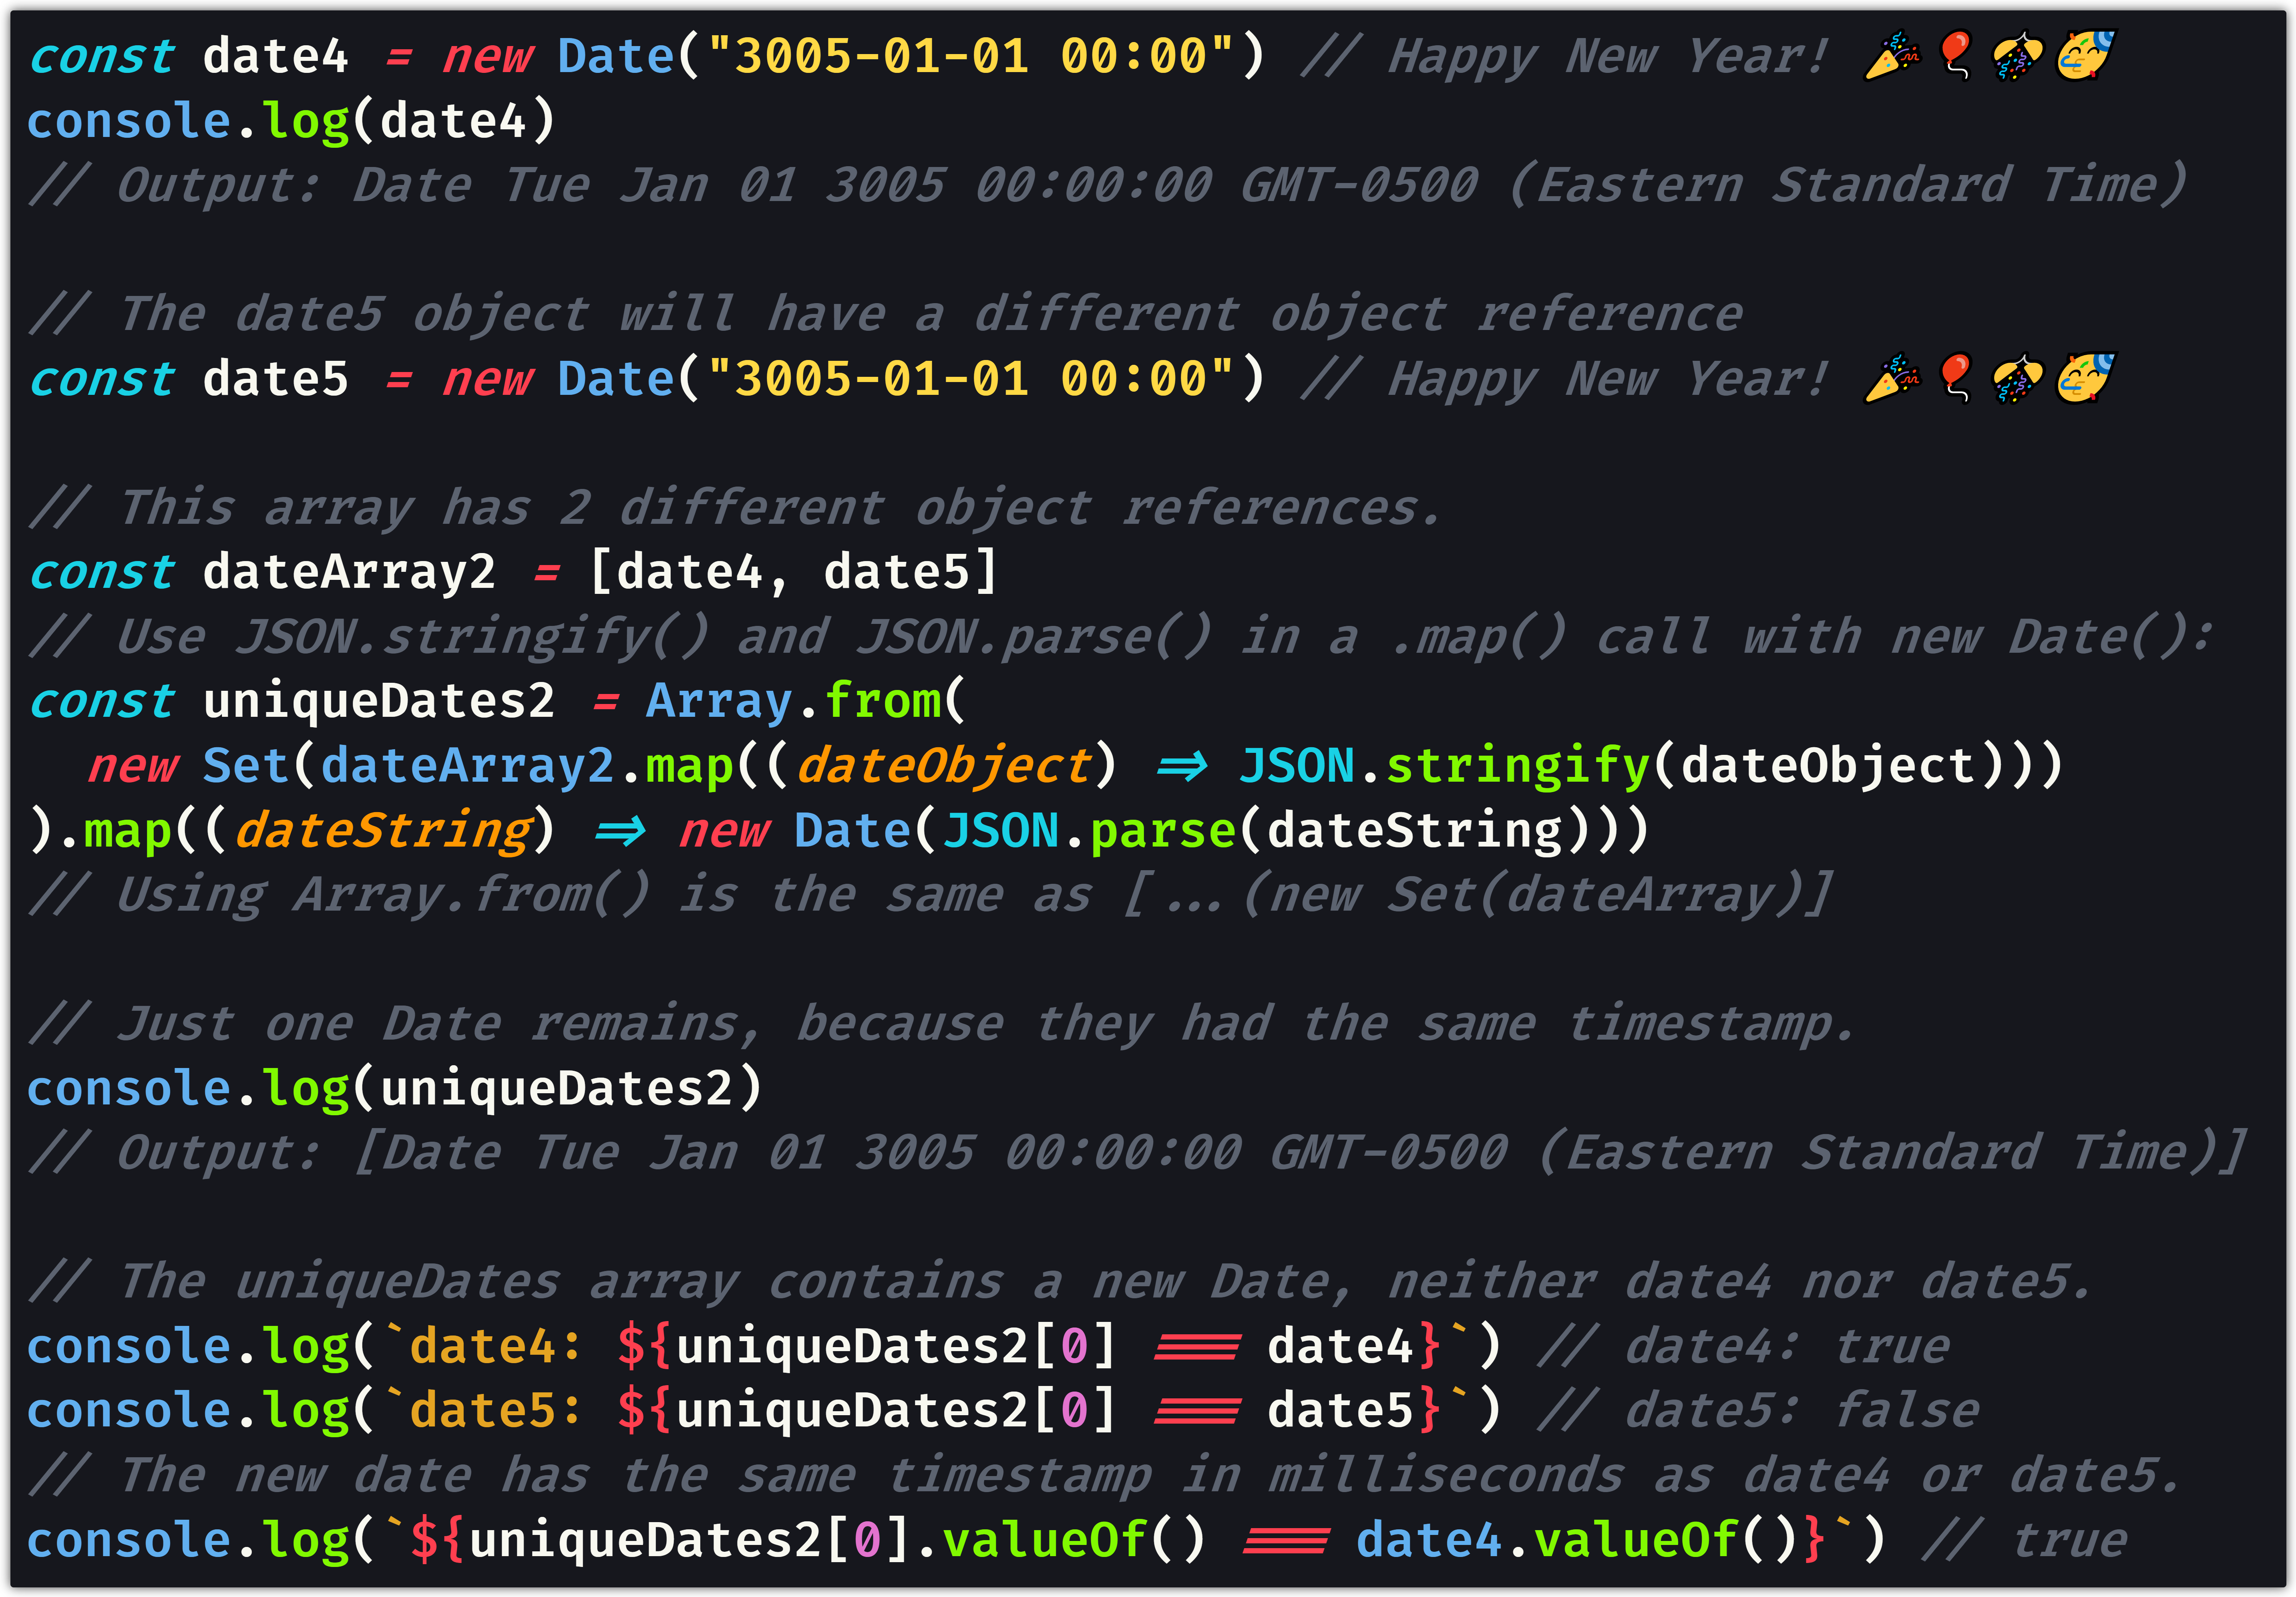 const date4 = new Date("3005-01-01 00:00") // Happy New Year! 🎉🎈🎊🥳
console.log(date4)
// Output: Date Tue Jan 01 3005 00:00:00 GMT-0500 (Eastern Standard Time)
// The date5 object will have a different object reference
const date5 = new Date("3005-01-01 00:00") // Happy New Year! 🎉🎈🎊🥳
// This array has 2 different object references.
const dateArray2 = [date4, date5]
// Use JSON.stringify() and JSON.parse() in a .map() call with new Date():
const uniqueDates2 = Array.from(
  new Set(dateArray2.map((dateObject) => JSON.stringify(dateObject)))
).map((dateString) => new Date(JSON.parse(dateString)))
// Using Array.from() is the same as [...(new Set(dateArray)]
// Just one Date remains, because they had the same timestamp.
console.log(uniqueDates2)
// Output: [Date Tue Jan 01 3005 00:00:00 GMT-0500 (Eastern Standard Time)]
// The uniqueDates array contains a new Date, neither date4 nor date5.
console.log(`date4: ${uniqueDates2[0] === date4}`) // date4: true
console.log(`date5: ${uniqueDates2[0] === date5}`) // date5: false
// The new date has the same timestamp in milliseconds as date4 or date5.
console.log(`${uniqueDates2[0].valueOf() === date4.valueOf()}`) // true